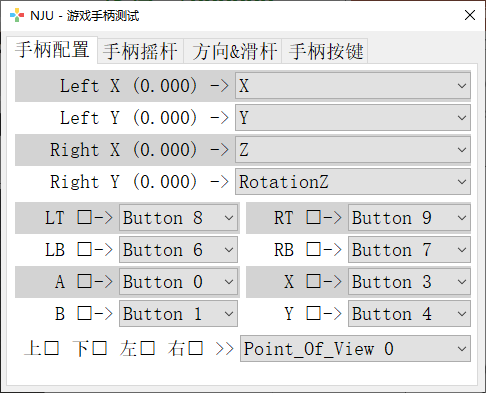 NJU - 游戏手柄测试
手柄配置 手柄摇杆 方向&滑杆 手柄按键
Left X (0.000) -> X
Left Y (0.000) -> Y
Right X (0.000) -> Z
Right Y (0.000) -> RotationZ
LT □-> Button 8 RT □-> Button 9
LB □-> Button 6 RB □-> Button 7
A □-> Button 0 X □-> Button 3
B □-> Button 1 Y □-> Button 4
上□ 下□ 左□ 右□ >> Point_Of_View 0